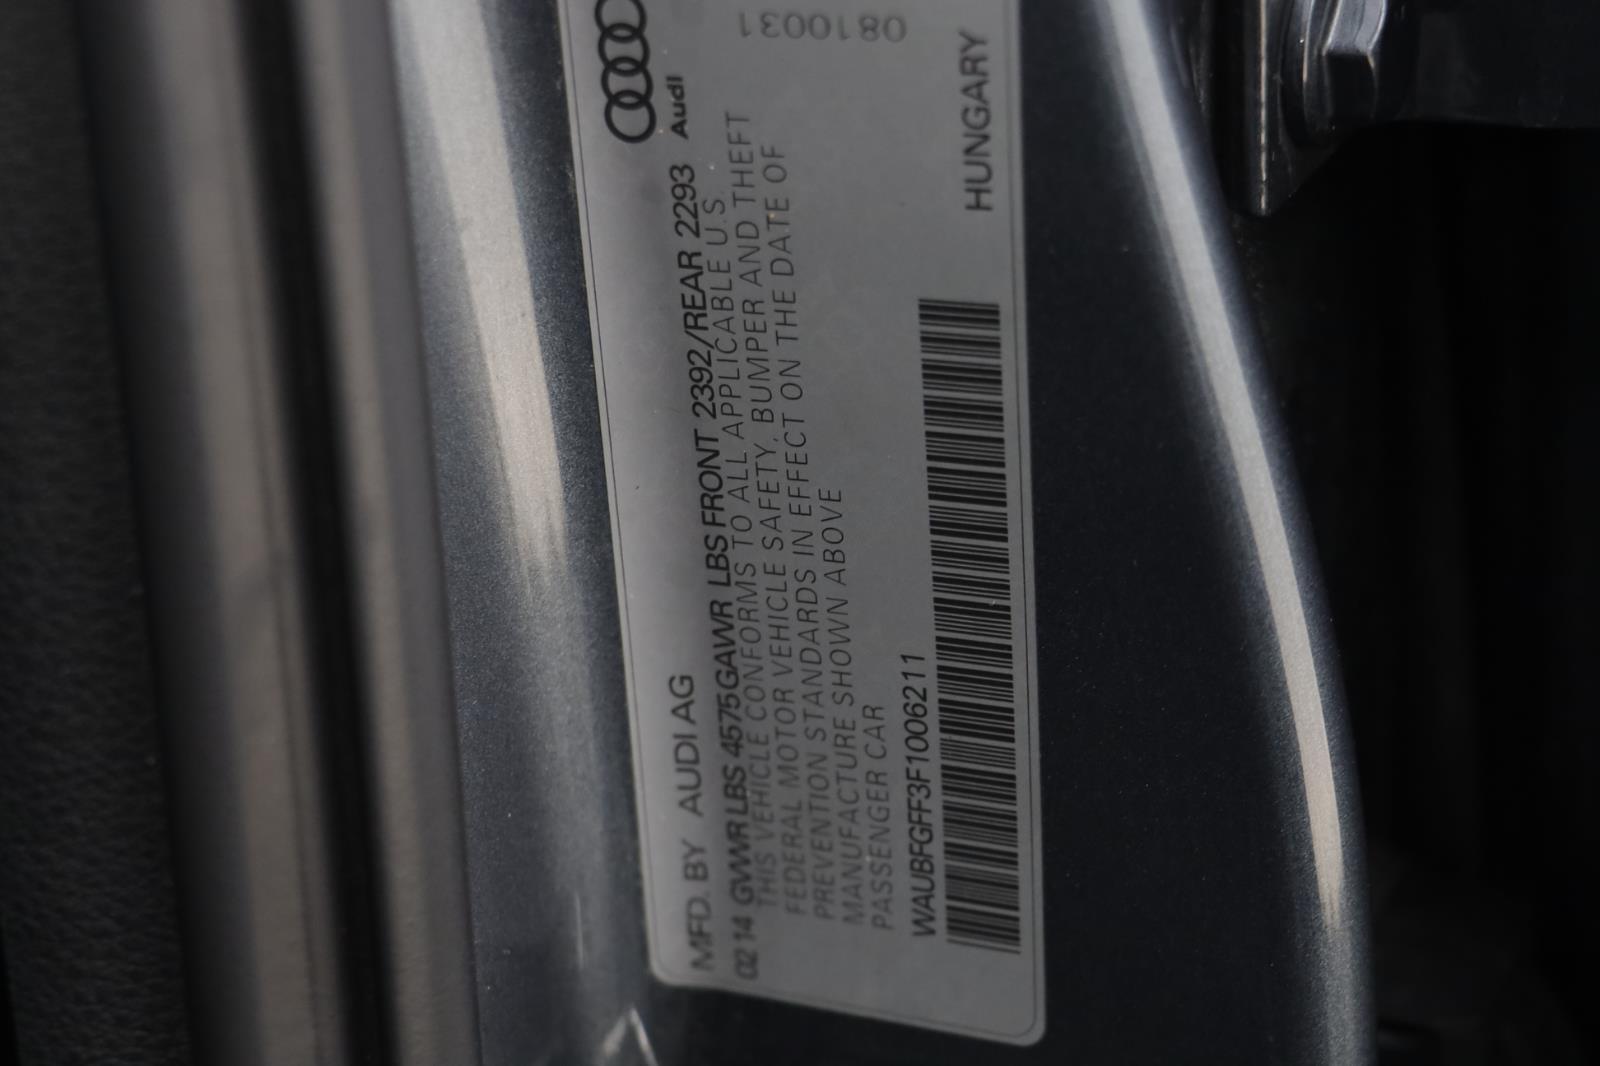 MFD. BY AUDI AG
Audi
02 14 GVWR LBS 4575 GAWR LBS FRONT 2392/REAR 2293
THIS VEHICLE CONFORMS TO ALL APPLICABLE U.S.
FEDERAL MOTOR VEHICLE SAFETY, BUMPER AND THEFT
PREVENTION STANDARDS IN EFFECT ON THE DATE OF
MANUFACTURE SHOWN ABOVE
PASSENGER CAR
WAUBFGFF3F1006211
HUNGARY
0810031